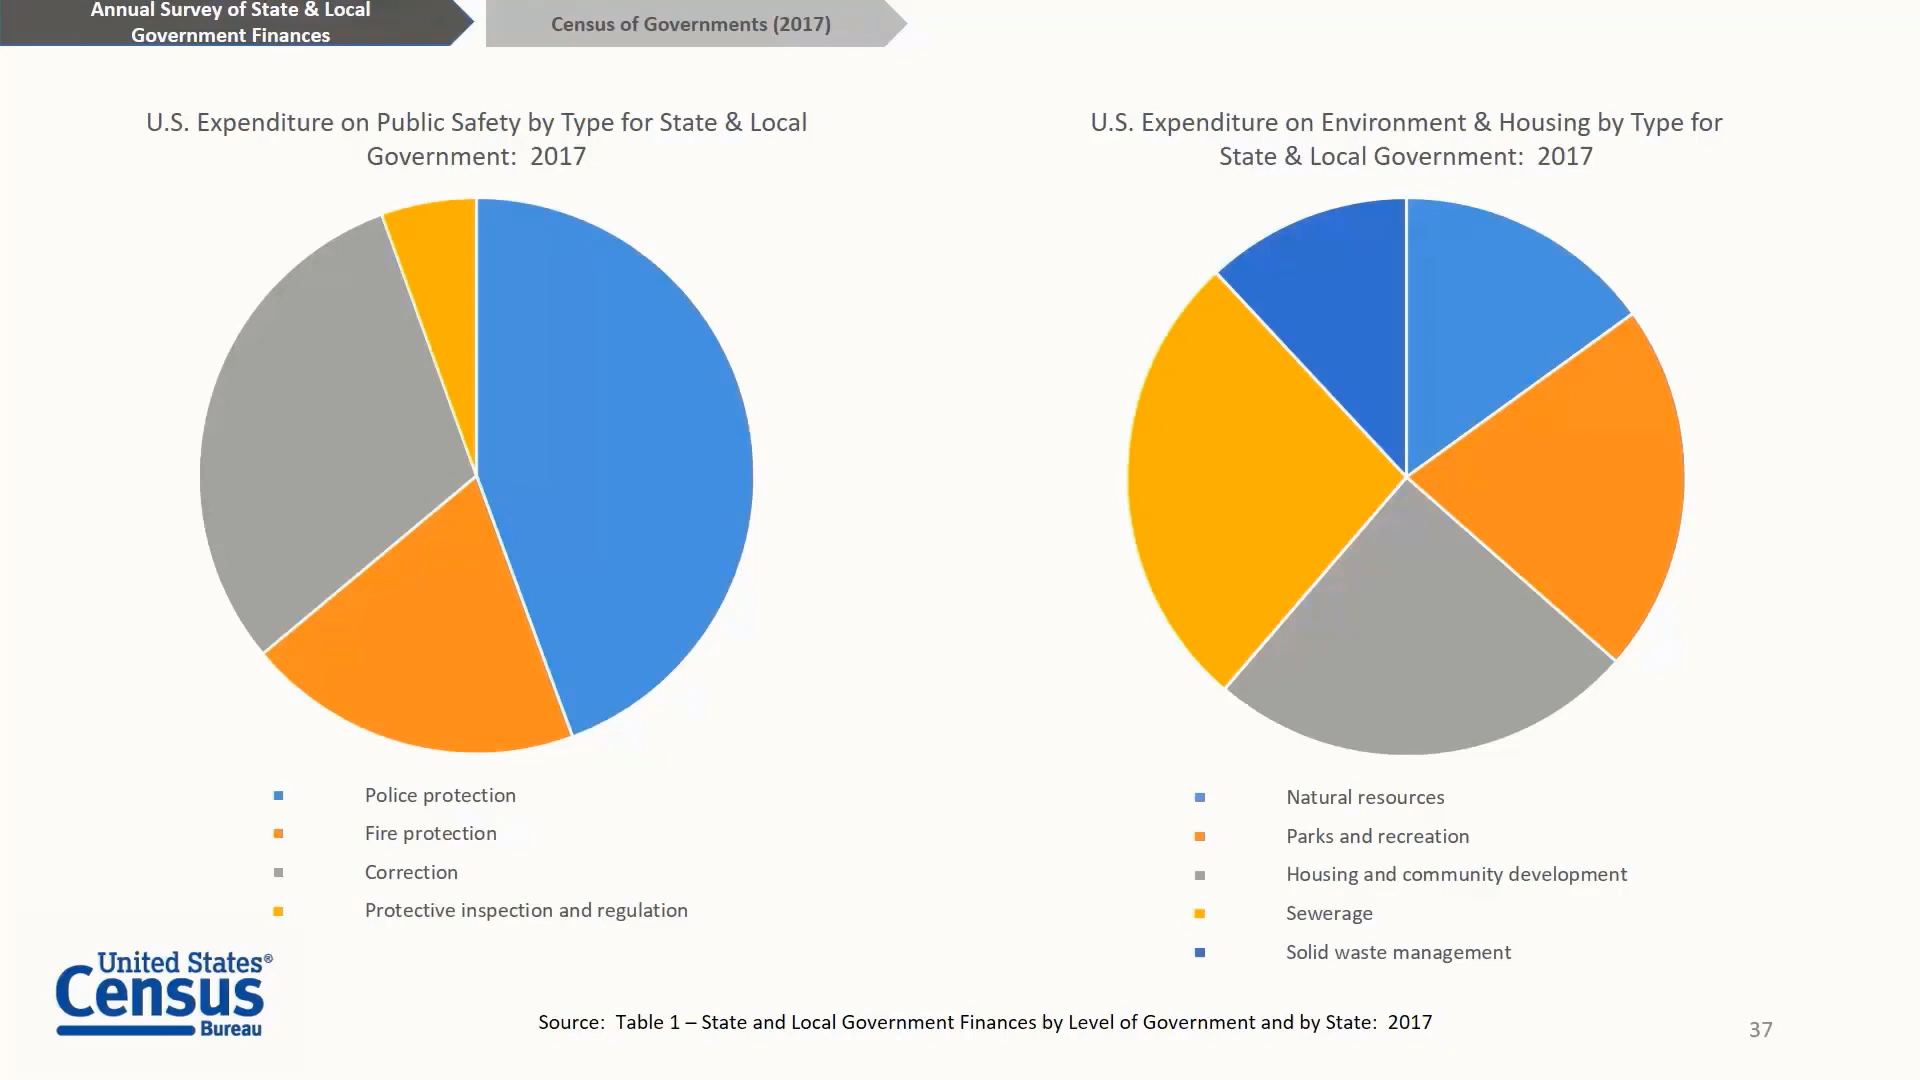 Annual Survey of State & Local
Government Finances
Census of Governments (2017)
U.S. Expenditure on Public Safety by Type for State & Local
Government:  2017
U.S. Expenditure on Environment & Housing by Type for
State & Local Government:  2017
Police protection
Fire protection
Correction
Protective inspection and regulation
Natural resources
Parks and recreation
Housing and community development
Sewerage
Solid waste management
United States®
Census
Bureau
Source:  Table 1 – State and Local Government Finances by Level of Government and by State:  2017
37